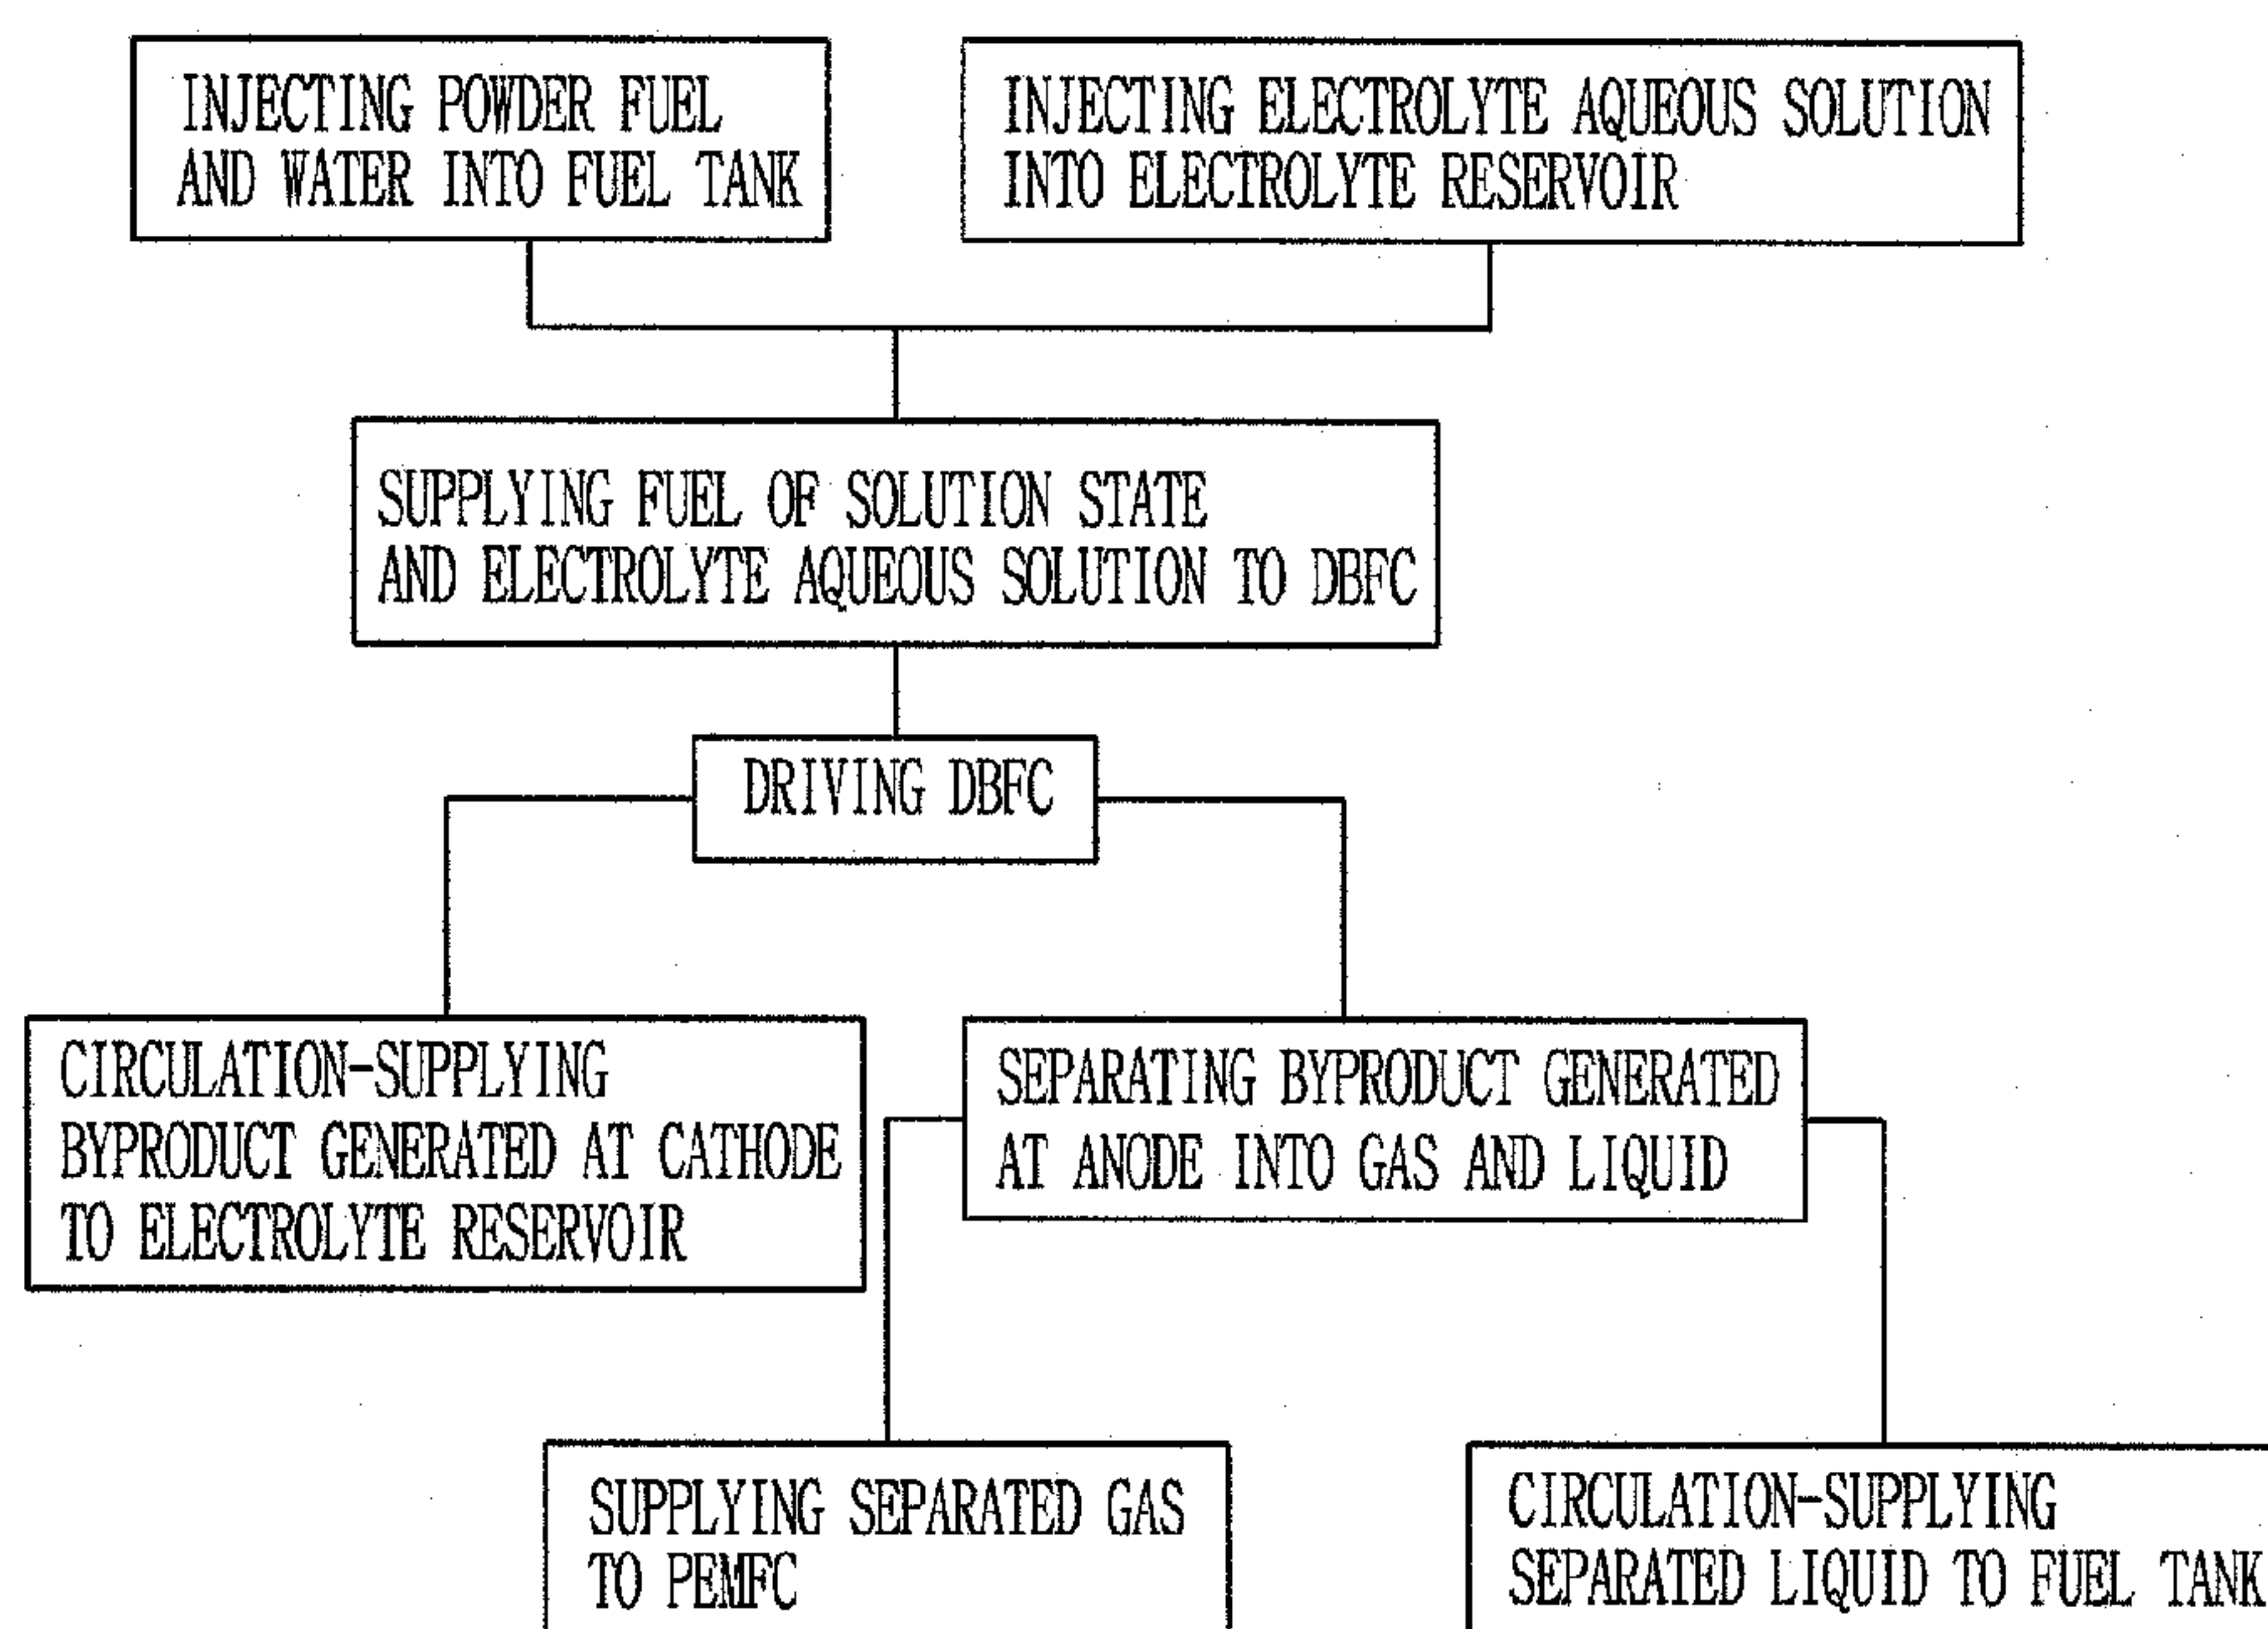 INJECTING POWDER FUEL
AND WATER INTO FUEL TANK
INJECTING ELECTROLYTE AQUEOUS SOLUTION
INTO ELECTROLYTE RESERVOIR
SUPPLYING FUEL OF SOLUTION STATE
AND ELECTROLYTE AQUEOUS SOLUTION TO DBFC
DRIVING DBFC
CIRCULATION-SUPPLYING
BYPRODUCT GENERATED AT CATHODE
TO ELECTROLYTE RESERVOIR
SEPARATING BYPRODUCT GENERATED
AT ANODE INTO GAS AND LIQUID
SUPPLYING SEPARATED GAS
TO PEMFC
CIRCULATION-SUPPLYING
SEPARATED LIQUID TO FUEL TANK